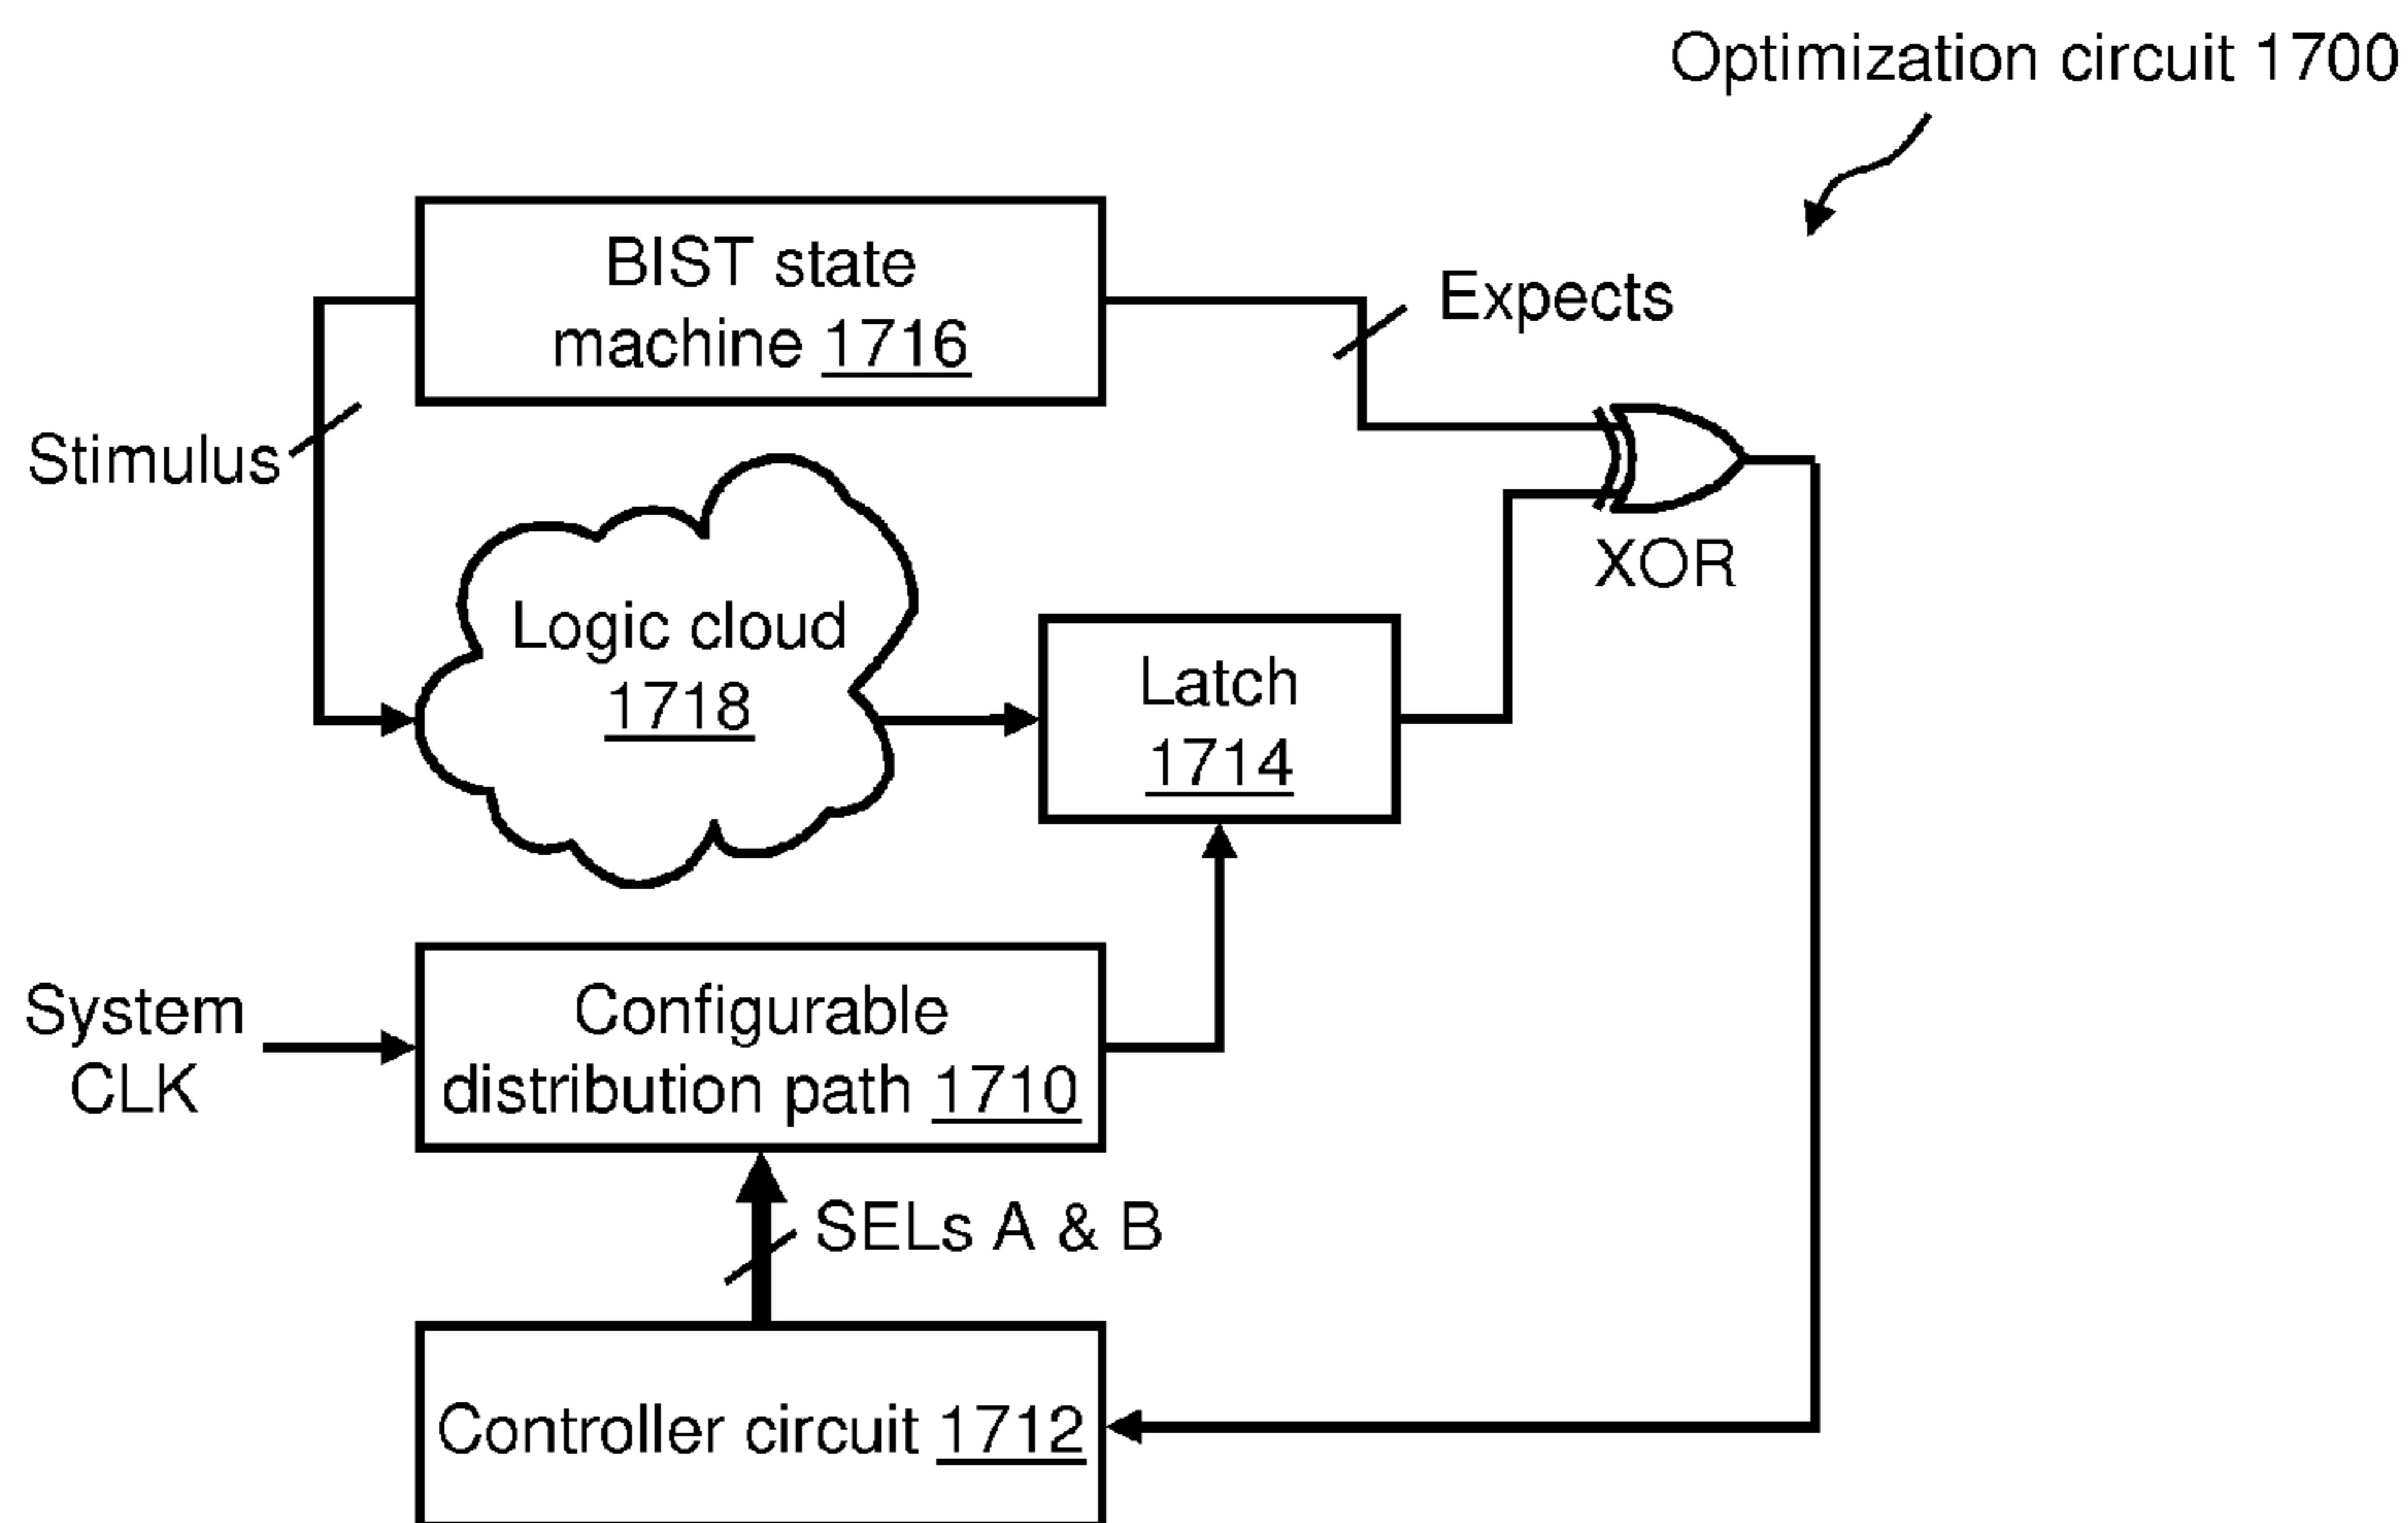 Optimization circuit 1700
BIST state
machine 1716
Expects
Stimulus
XOR
Logic cloud
1718
Latch
1714
System
CLK
Configurable
distribution path 1710
SELs A & B
Controller circuit 1712